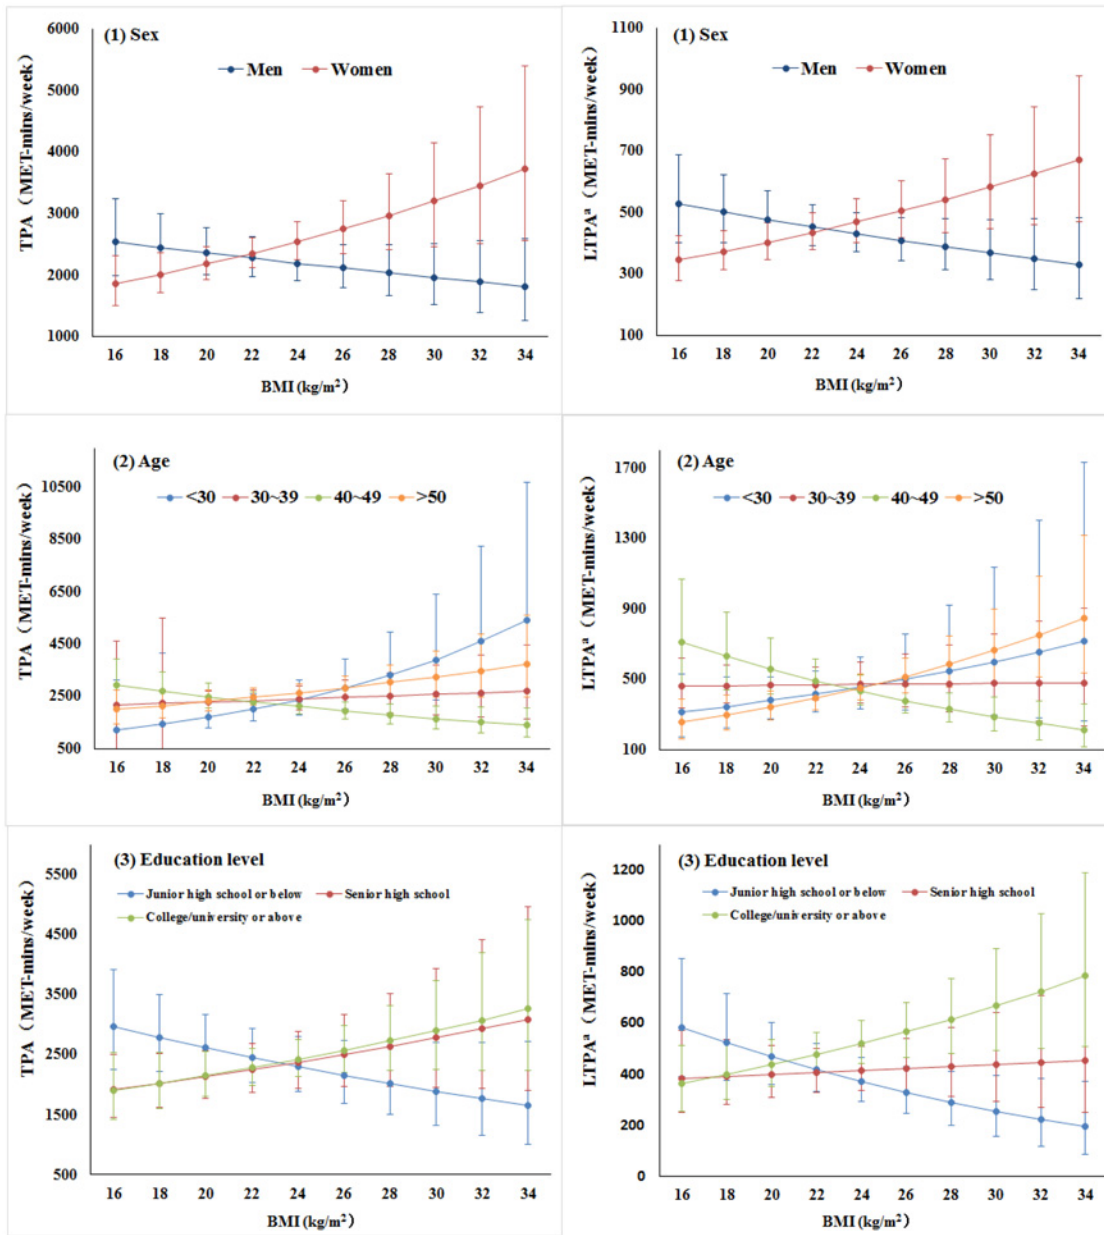 (1) Sex
Men Women
TPA（MET-mins/week)
6000
5000
4000
3000
2000
1000
16 18 20 22 24 26 28 30 32 34
BMI (kg/m²）
(1) Sex
Men Women
LTPAᵃ（MET-mins/week)
1100
900
700
500
300
100
16 18 20 22 24 26 28 30 32 34
BMI (kg/m²）
(2) Age
<30 30~39 40~49 >50
TPA（MET-mins/week)
10500
8500
6500
4500
2500
500
16 18 20 22 24 26 28 30 32 34
BMI (kg/m²）
(2) Age
<30 30~39 40~49 >50
LTPAᵃ（MET-mins/week)
1700
1300
900
500
100
16 18 20 22 24 26 28 30 32 34
BMI (kg/m²）
(3) Education level
Junior high school or below Senior high school
College/university or above
TPA（MET-mins/week)
5500
4500
3500
2500
1500
500
16 18 20 22 24 26 28 30 32 34
BMI (kg/m²）
(3) Education level
Junior high school or below Senior high school
College/university or above
LTPAᵃ（MET-mins/week)
1200
1000
800
600
400
200
0
16 18 20 22 24 26 28 30 32 34
BMI (kg/m²）